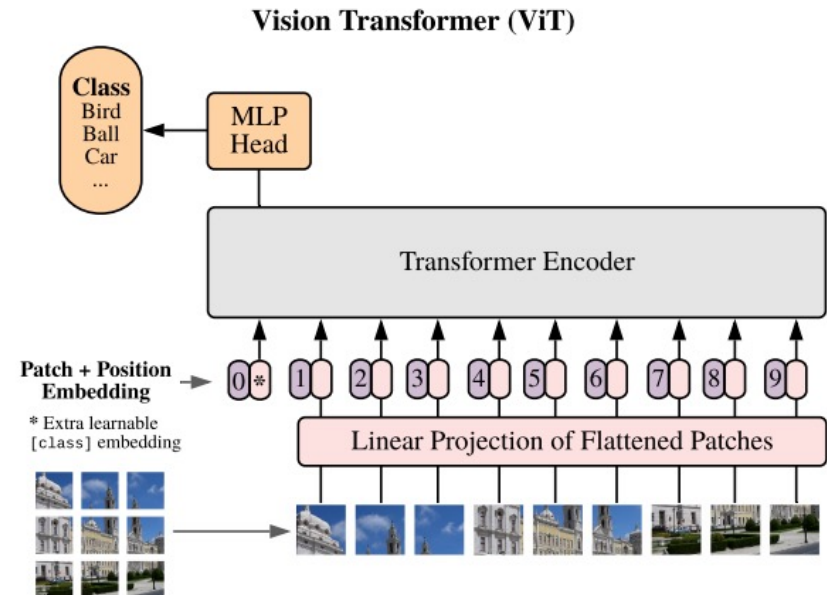 Vision Transformer (ViT)
Class
Bird
Ball
Car
...
MLP
Head
Transformer Encoder
Patch + Position
Embedding
0 * 1 2 3 4 5 6 7 8 9
* Extra learnable
[class] embedding
Linear Projection of Flattened Patches